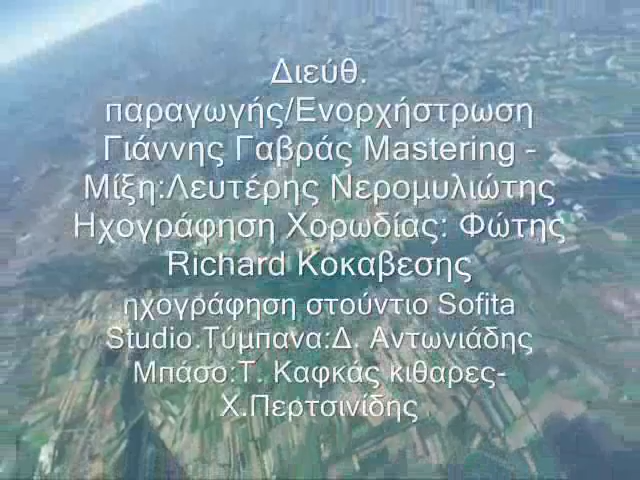 Διεύθ.
παραγωγής/Ενορχήστρωση
Γιάννης Γαβράς Mastering -
Μίξη:Λευτέρης Νερομυλιώτης
Ηχογράφηση Χορωδίας: Φώτης
Richard Κοκαβεσης
ηχογράφηση στούντιο Sofita
Studio.Τύμπανα:Δ. Αντωνιάδης
Μπάσο:Τ. Καφκάς κιθαρες-
Χ.Περτσινίδης